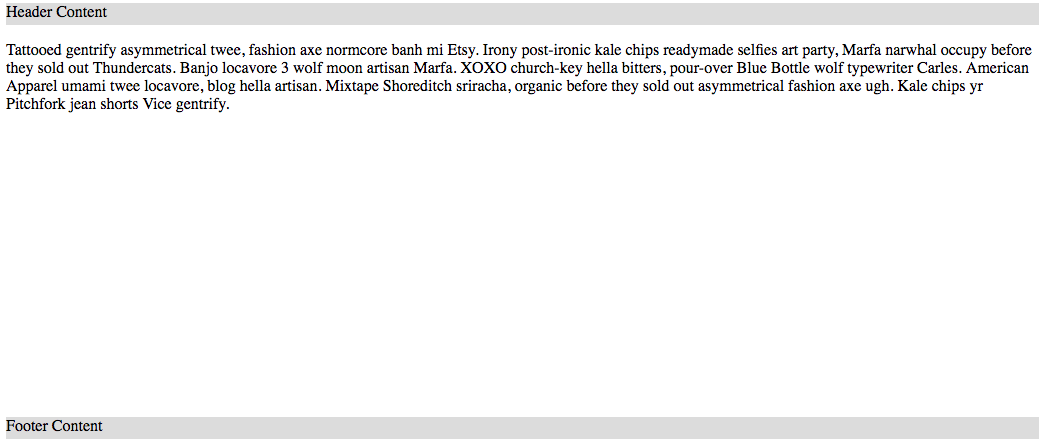 Header Content
Tattooed gentrify asymmetrical twee, fashion axe normcore banh mi Etsy. Irony post-ironic kale chips readymade selfies art party, Marfa narwhal occupy before
they sold out Thundercats. Banjo locavore 3 wolf moon artisan Marfa. XOXO church-key hella bitters, pour-over Blue Bottle wolf typewriter Carles. American
Apparel umami twee locavore, blog hella artisan. Mixtape Shoreditch sriracha, organic before they sold out asymmetrical fashion axe ugh. Kale chips yr
Pitchfork jean shorts Vice gentrify.
Footer Content